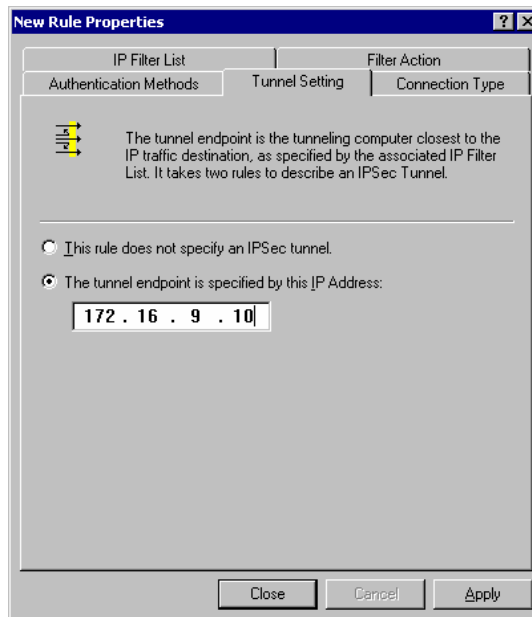 New Rule Properties
IP Filter List
Filter Action
Authentication Methods
Tunnel Setting
Connection Type
The tunnel endpoint is the tunneling computer closest to the
IP traffic destination, as specified by the associated IP Filter
List. It takes two rules to describe an IPSec Tunnel.
This rule does not specify an IPSec tunnel.
The tunnel endpoint is specified by this IP Address:
172 . 16 . 9 . 10
Close
Cancel
Apply